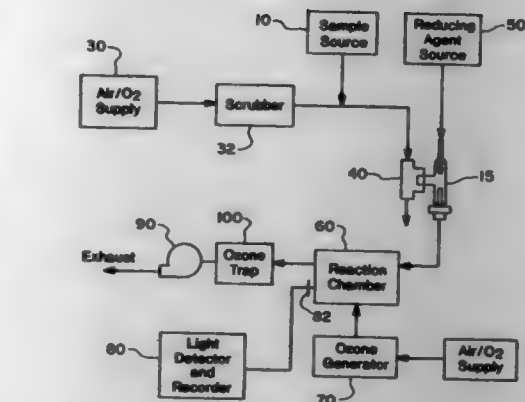 10
Sample
Source
Reducing
Agent
Source
50
30
Air/O2
Supply
Scrubber
32
40
15
90
100
60
Exhaust
Ozone
Trap
Reaction
Chamber
82
80
Light
Detector
and
Recorder
Ozone
Generator
70
Air/O2
Supply